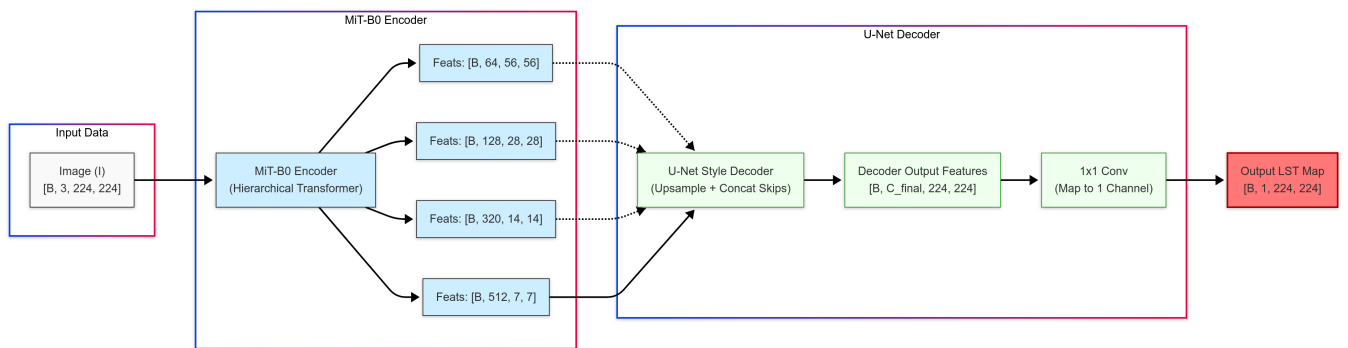 Input Data
Image (I)
[B, 3, 224, 224]
MiT-B0 Encoder
MiT-B0 Encoder
(Hierarchical Transformer)
Feats: [B, 64, 56, 56]
Feats: [B, 128, 28, 28]
Feats: [B, 320, 14, 14]
Feats: [B, 512, 7, 7]
U-Net Decoder
U-Net Style Decoder
(Upsample + Concat Skips)
Decoder Output Features
[B, C_final, 224, 224]
1x1 Conv
(Map to 1 Channel)
Output LST Map
[B, 1, 224, 224]